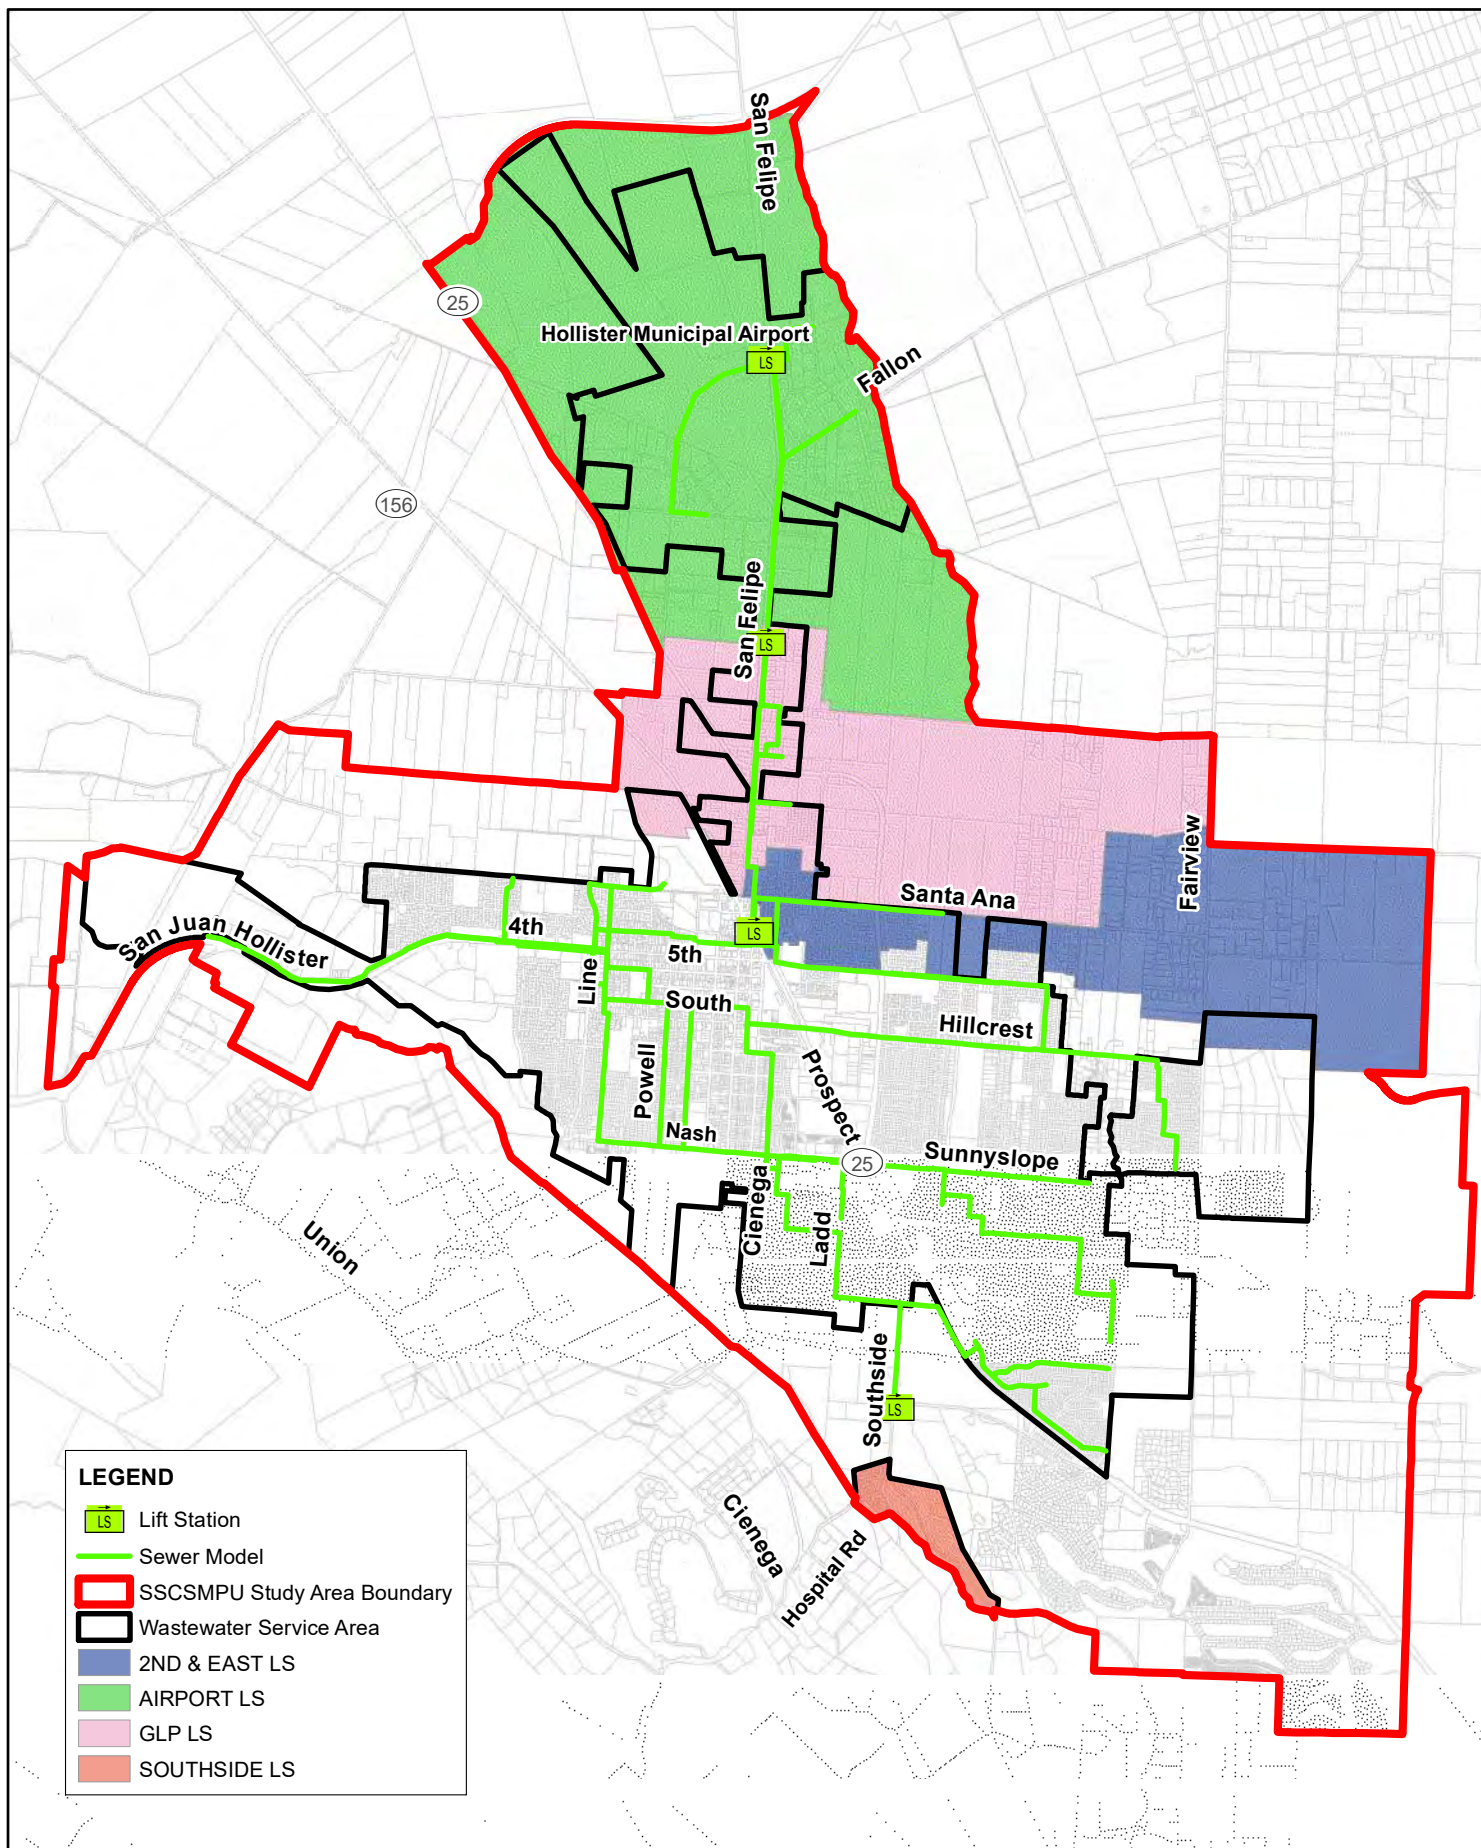 San Felipe
25
Hollister Municipal Airport
LS
Fallon
156
San Felipe
LS
Fairview
Santa Ana
San Juan Hollister
4th
5th
LS
Line
South
Hillcrest
Powell
Prospect
Nash
25
Sunnyslope
Cienega
Ladd
Union
Southside
LS
Cienega
Hospital Rd
LEGEND
LS Lift Station
Sewer Model
SSCSMPU Study Area Boundary
Wastewater Service Area
2ND & EAST LS
AIRPORT LS
GLP LS
SOUTHSIDE LS